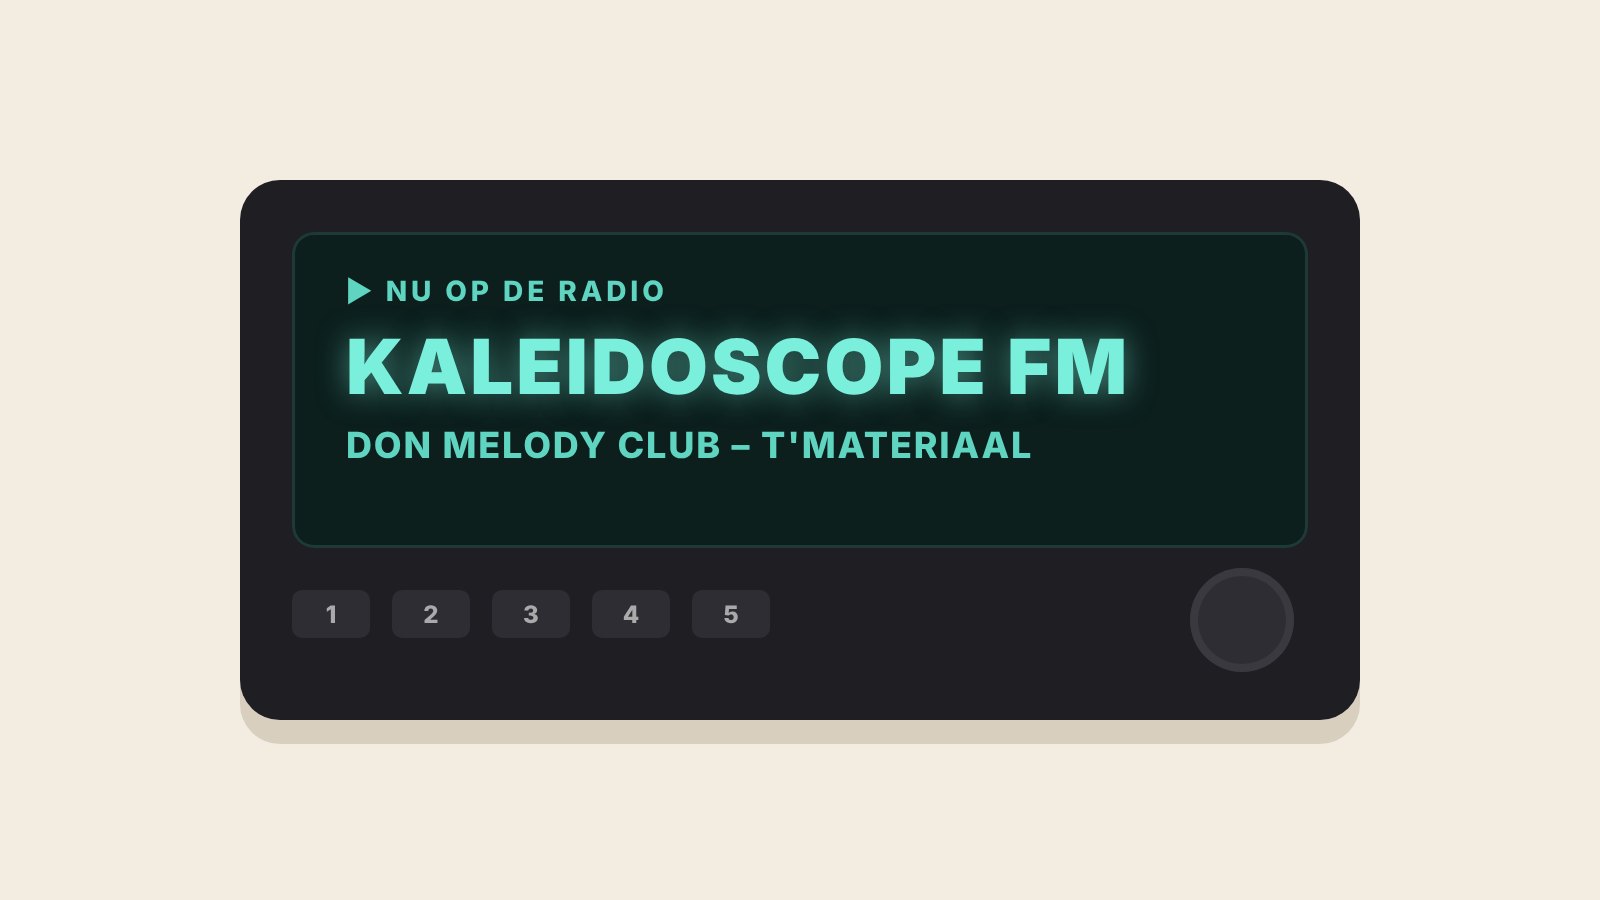 ▶ NU OP DE RADIO
KALEIDOSCOPE FM
DON MELODY CLUB – T'MATERIAAL
1 2 3 4 5